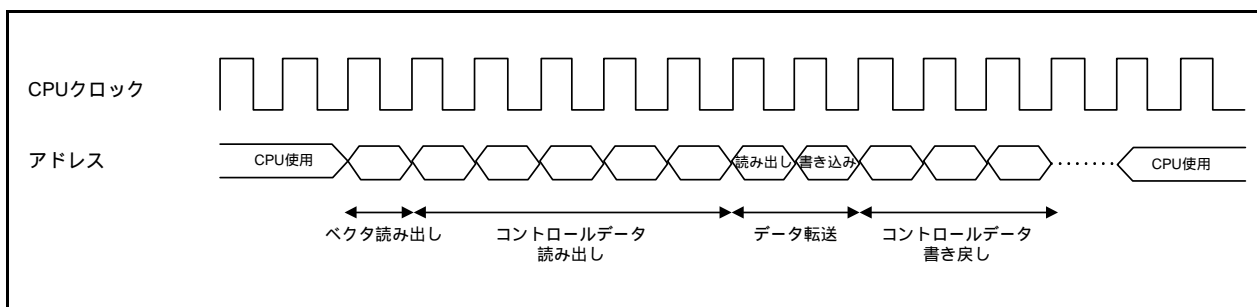 CPUクロック
アドレス
CPU使用
読み出し
書き込み
CPU使用
ベクタ読み出し
コントロールデータ
読み出し
データ転送
コントロールデータ
書き戻し